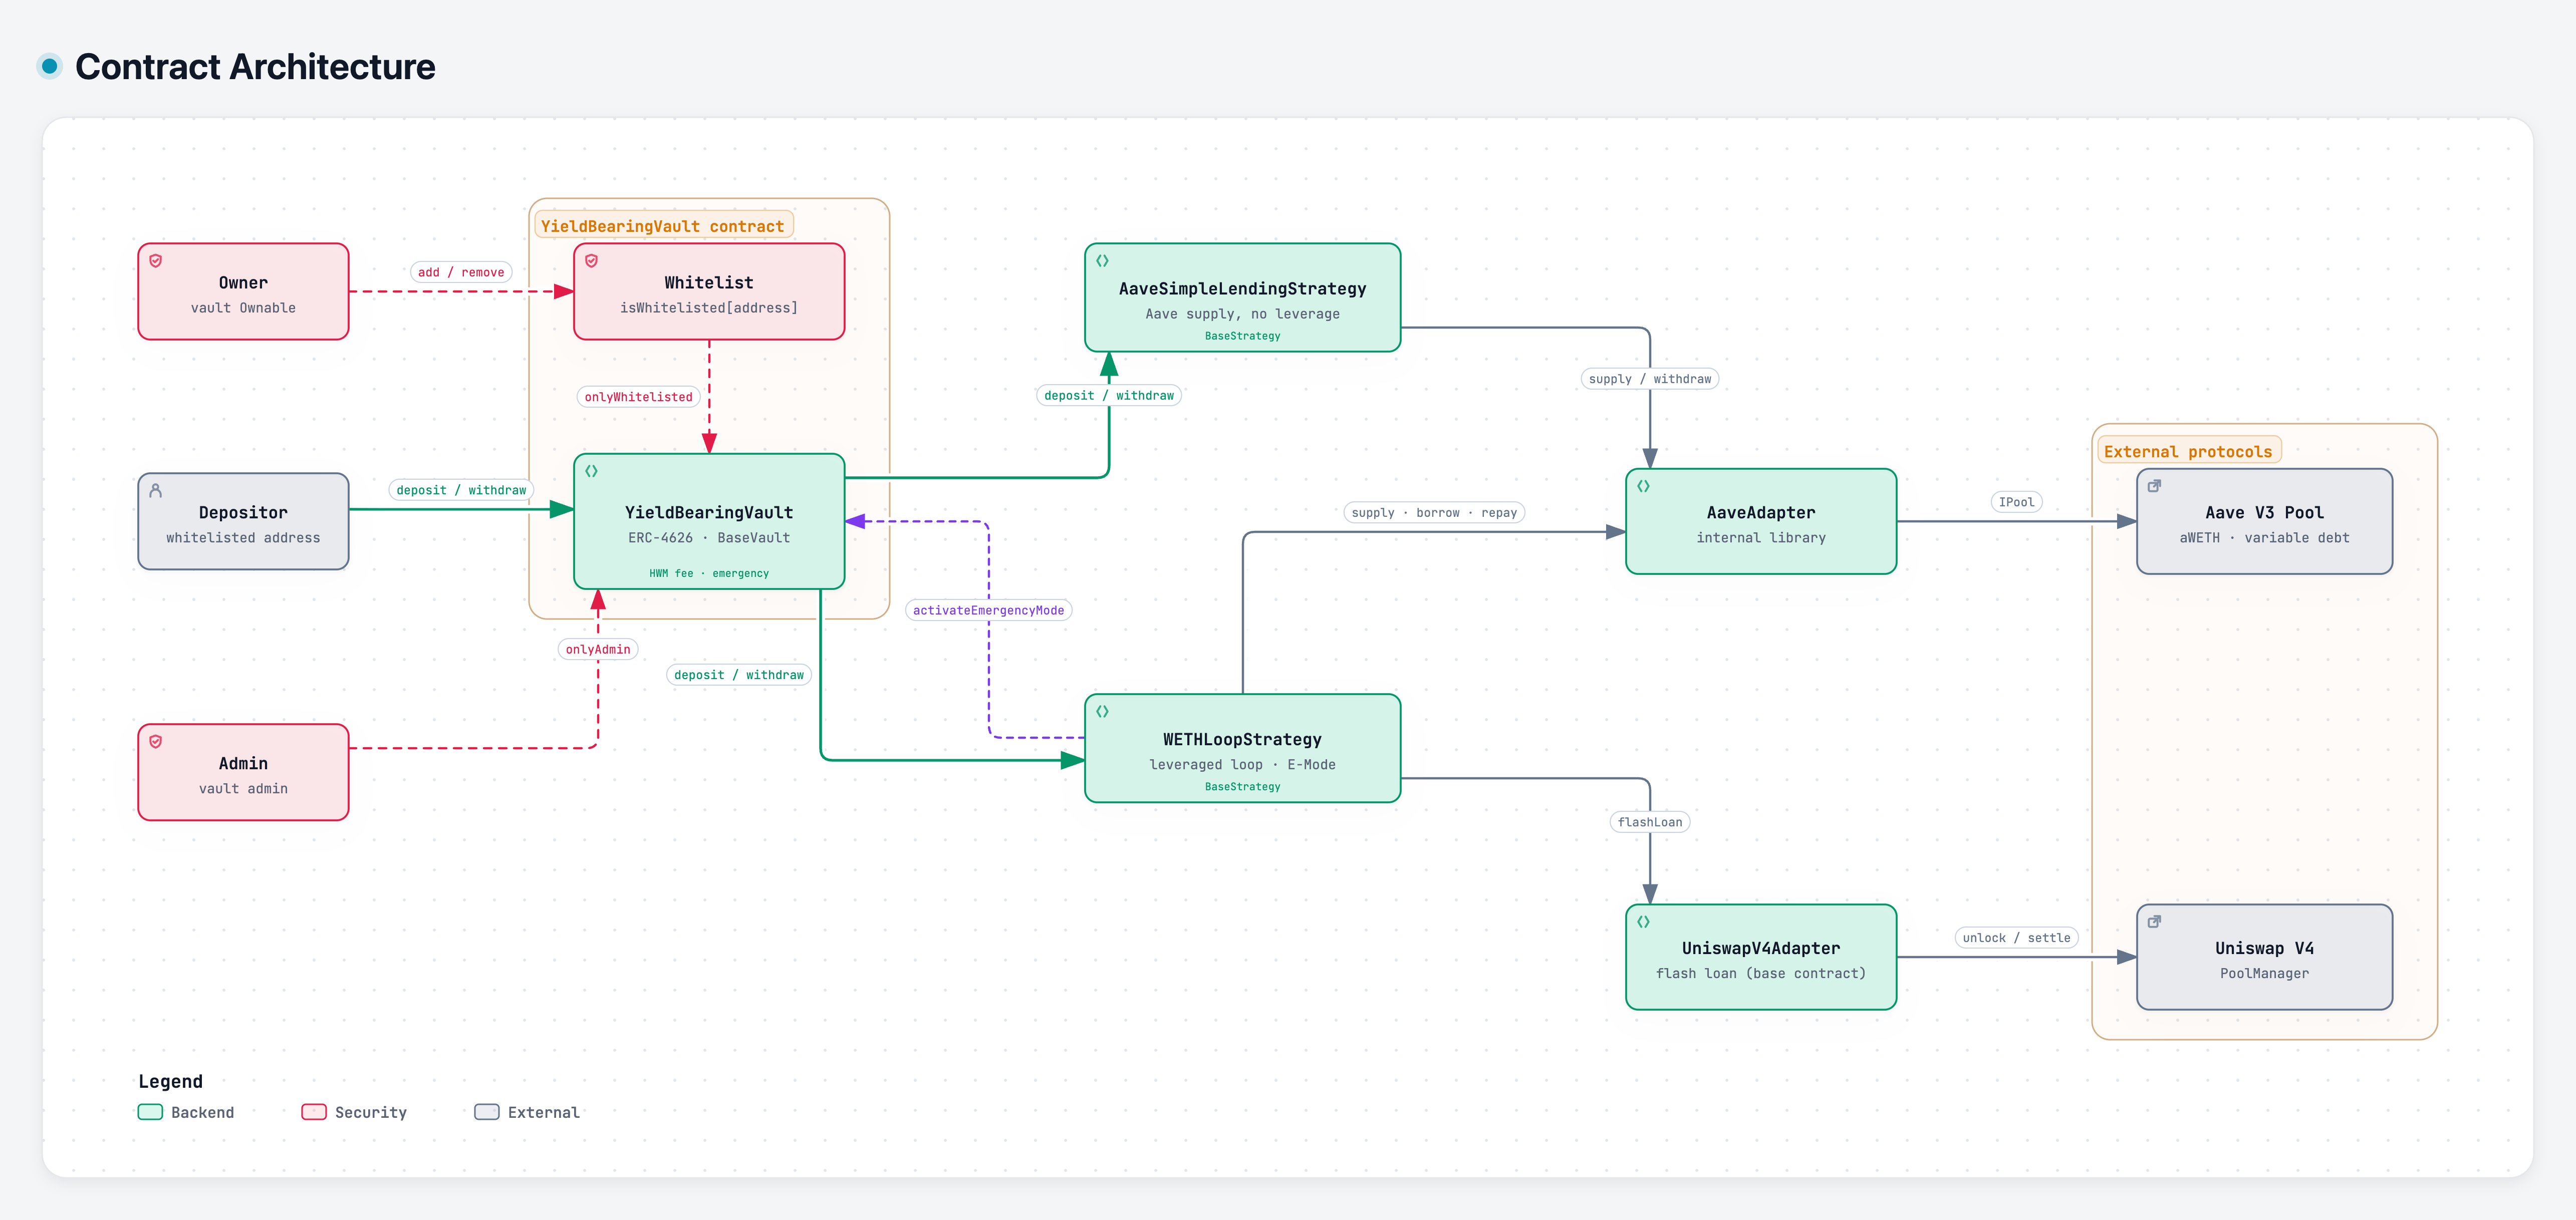 Contract Architecture
YieldBearingVault contract
Owner
vault Ownable
add / remove
Whitelist
isWhitelisted[address]
AaveSimpleLendingStrategy
Aave supply, no leverage
BaseStrategy
onlyWhitelisted
deposit / withdraw
supply / withdraw
Depositor
whitelisted address
deposit / withdraw
YieldBearingVault
ERC-4626 · BaseVault
HWM fee · emergency
supply · borrow · repay
AaveAdapter
internal library
IPool
External protocols
Aave V3 Pool
aWETH · variable debt
activateEmergencyMode
onlyAdmin
deposit / withdraw
Admin
vault admin
WETHLoopStrategy
leveraged loop · E-Mode
BaseStrategy
flashLoan
UniswapV4Adapter
flash loan (base contract)
unlock / settle
Uniswap V4
PoolManager
Legend
Backend
Security
External